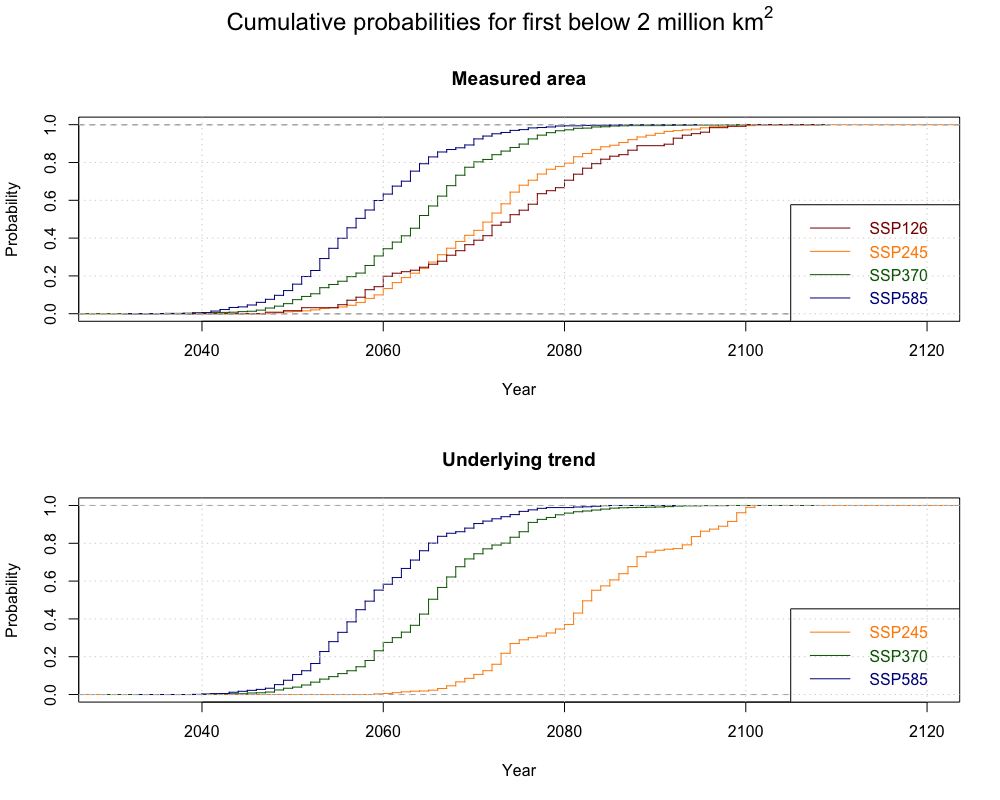 Cumulative probabilities for first below 2 million km²
Measured area
1.0
0.8
0.6
0.4
0.2
0.0
Probability
SSP126
SSP245
SSP370
SSP585
2040 2060 2080 2100 2120
Year
Underlying trend
1.0
0.8
0.6
0.4
0.2
0.0
Probability
SSP245
SSP370
SSP585
2040 2060 2080 2100 2120
Year